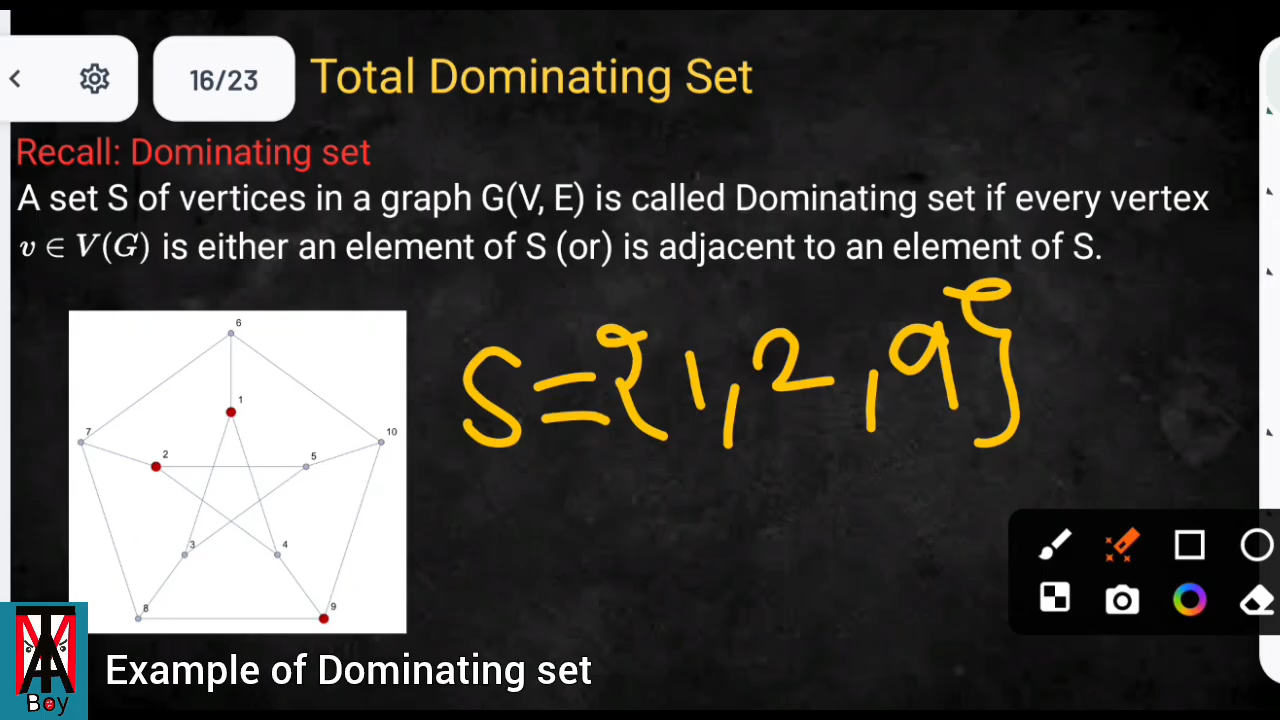 16/23
Total Dominating Set
Recall: Dominating set
A set S of vertices in a graph G(V, E) is called Dominating set if every vertex
v ∈ V(G) is either an element of S (or) is adjacent to an element of S.
S={1,2,9}
6
1
7
10
2
5
3
4
8
9
Example of Dominating set
Boy